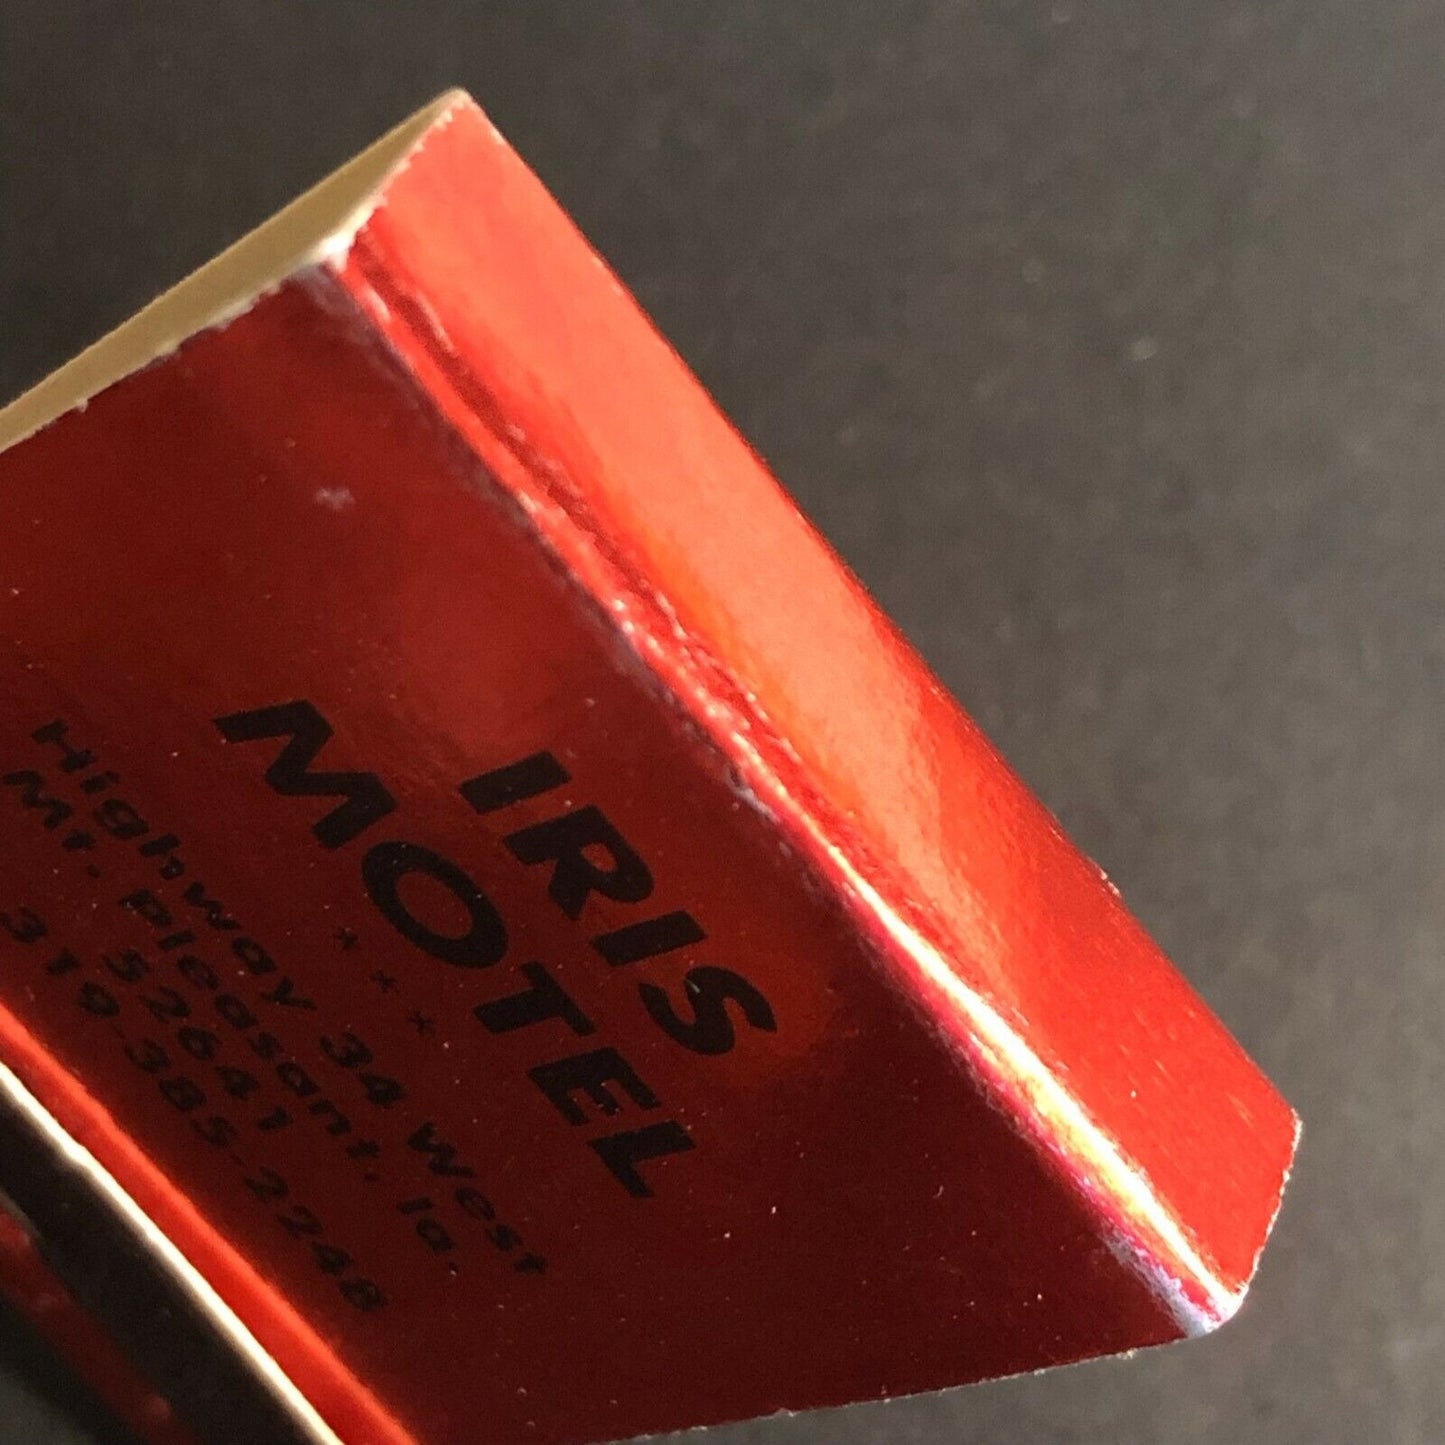 IRIS
MOTEL
* * *
Highway 34 West
Mt. Pleasant, Ia.
52641
319-385-2248